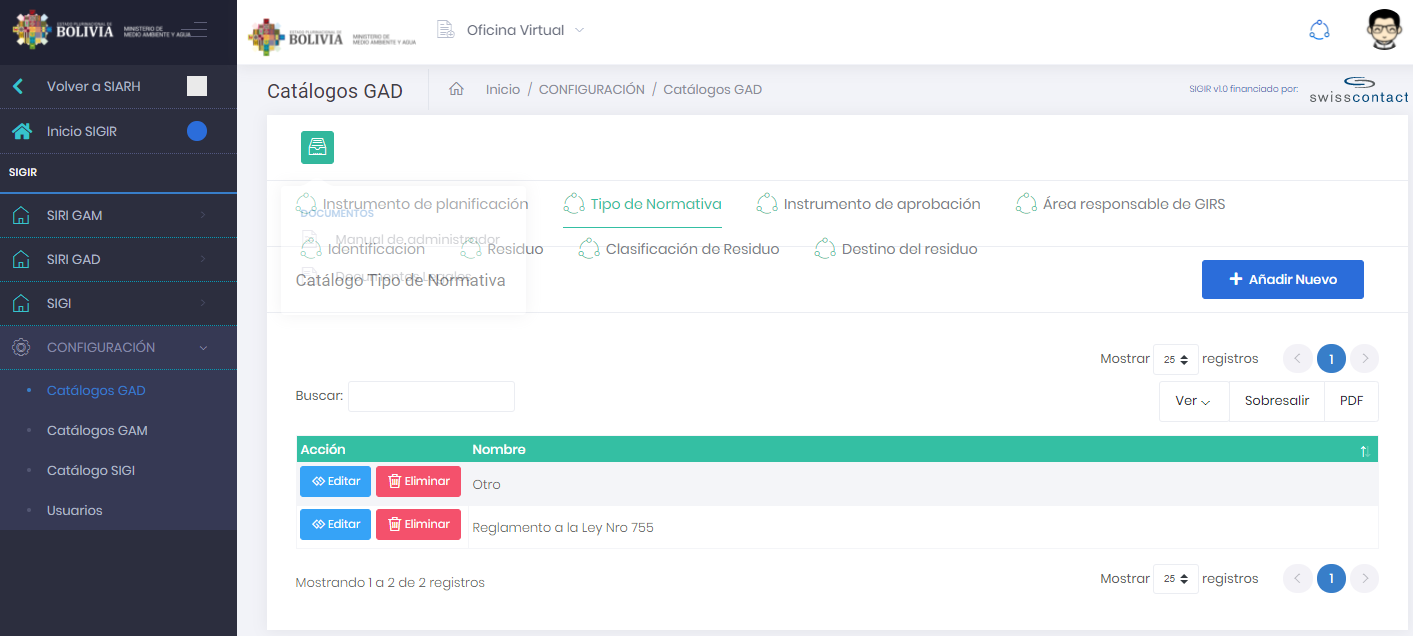 ESTADO PLURINACIONAL DE
BOLIVIA
MINISTERIO DE
MEDIO AMBIENTE Y AGUA
Volver a SIARH
Inicio SIGIR
SIGIR
SIRI GAM
SIRI GAD
SIGI
CONFIGURACIÓN
Catálogos GAD
Catálogos GAM
Catálogo SIGI
Usuarios
ESTADO PLURINACIONAL DE
BOLIVIA
MINISTERIO DE
MEDIO AMBIENTE Y AGUA
Oficina Virtual
Catálogos GAD
Inicio / CONFIGURACIÓN / Catálogos GAD
SIGIR v1.0 financiado por:
swisscontact
Instrumento de planificación Tipo de Normativa Instrumento de aprobación Área responsable de GIRS
DOCUMENTOS
Manual de administrador
Identificación Residuo Clasificación de Residuo Destino del residuo
Documentos Legales
Catálogo Tipo de Normativa
Añadir Nuevo
Mostrar 25 registros
1
Buscar:
Ver Sobresalir PDF
Acción Nombre
Editar Eliminar Otro
Editar Eliminar Reglamento a la Ley Nro 755
Mostrando 1 a 2 de 2 registros
Mostrar 25 registros
1